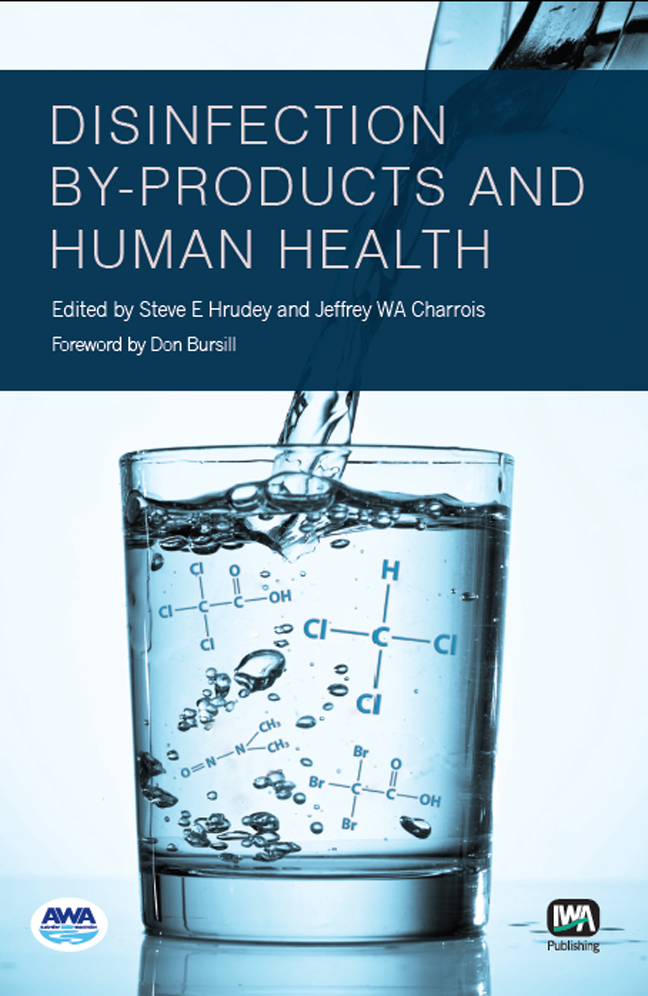 DISINFECTION
BY-PRODUCTS AND
HUMAN HEALTH
Edited by Steve E Hrudey and Jeffrey WA Charrois
Foreword by Don Bursill
Cl
O
Cl
C
C
OH
Cl
H
Cl
C
Cl
Cl
O
N
N
CH₃
CH₃
Br
O
Br
C
C
OH
Br
AWA
IWA
Publishing